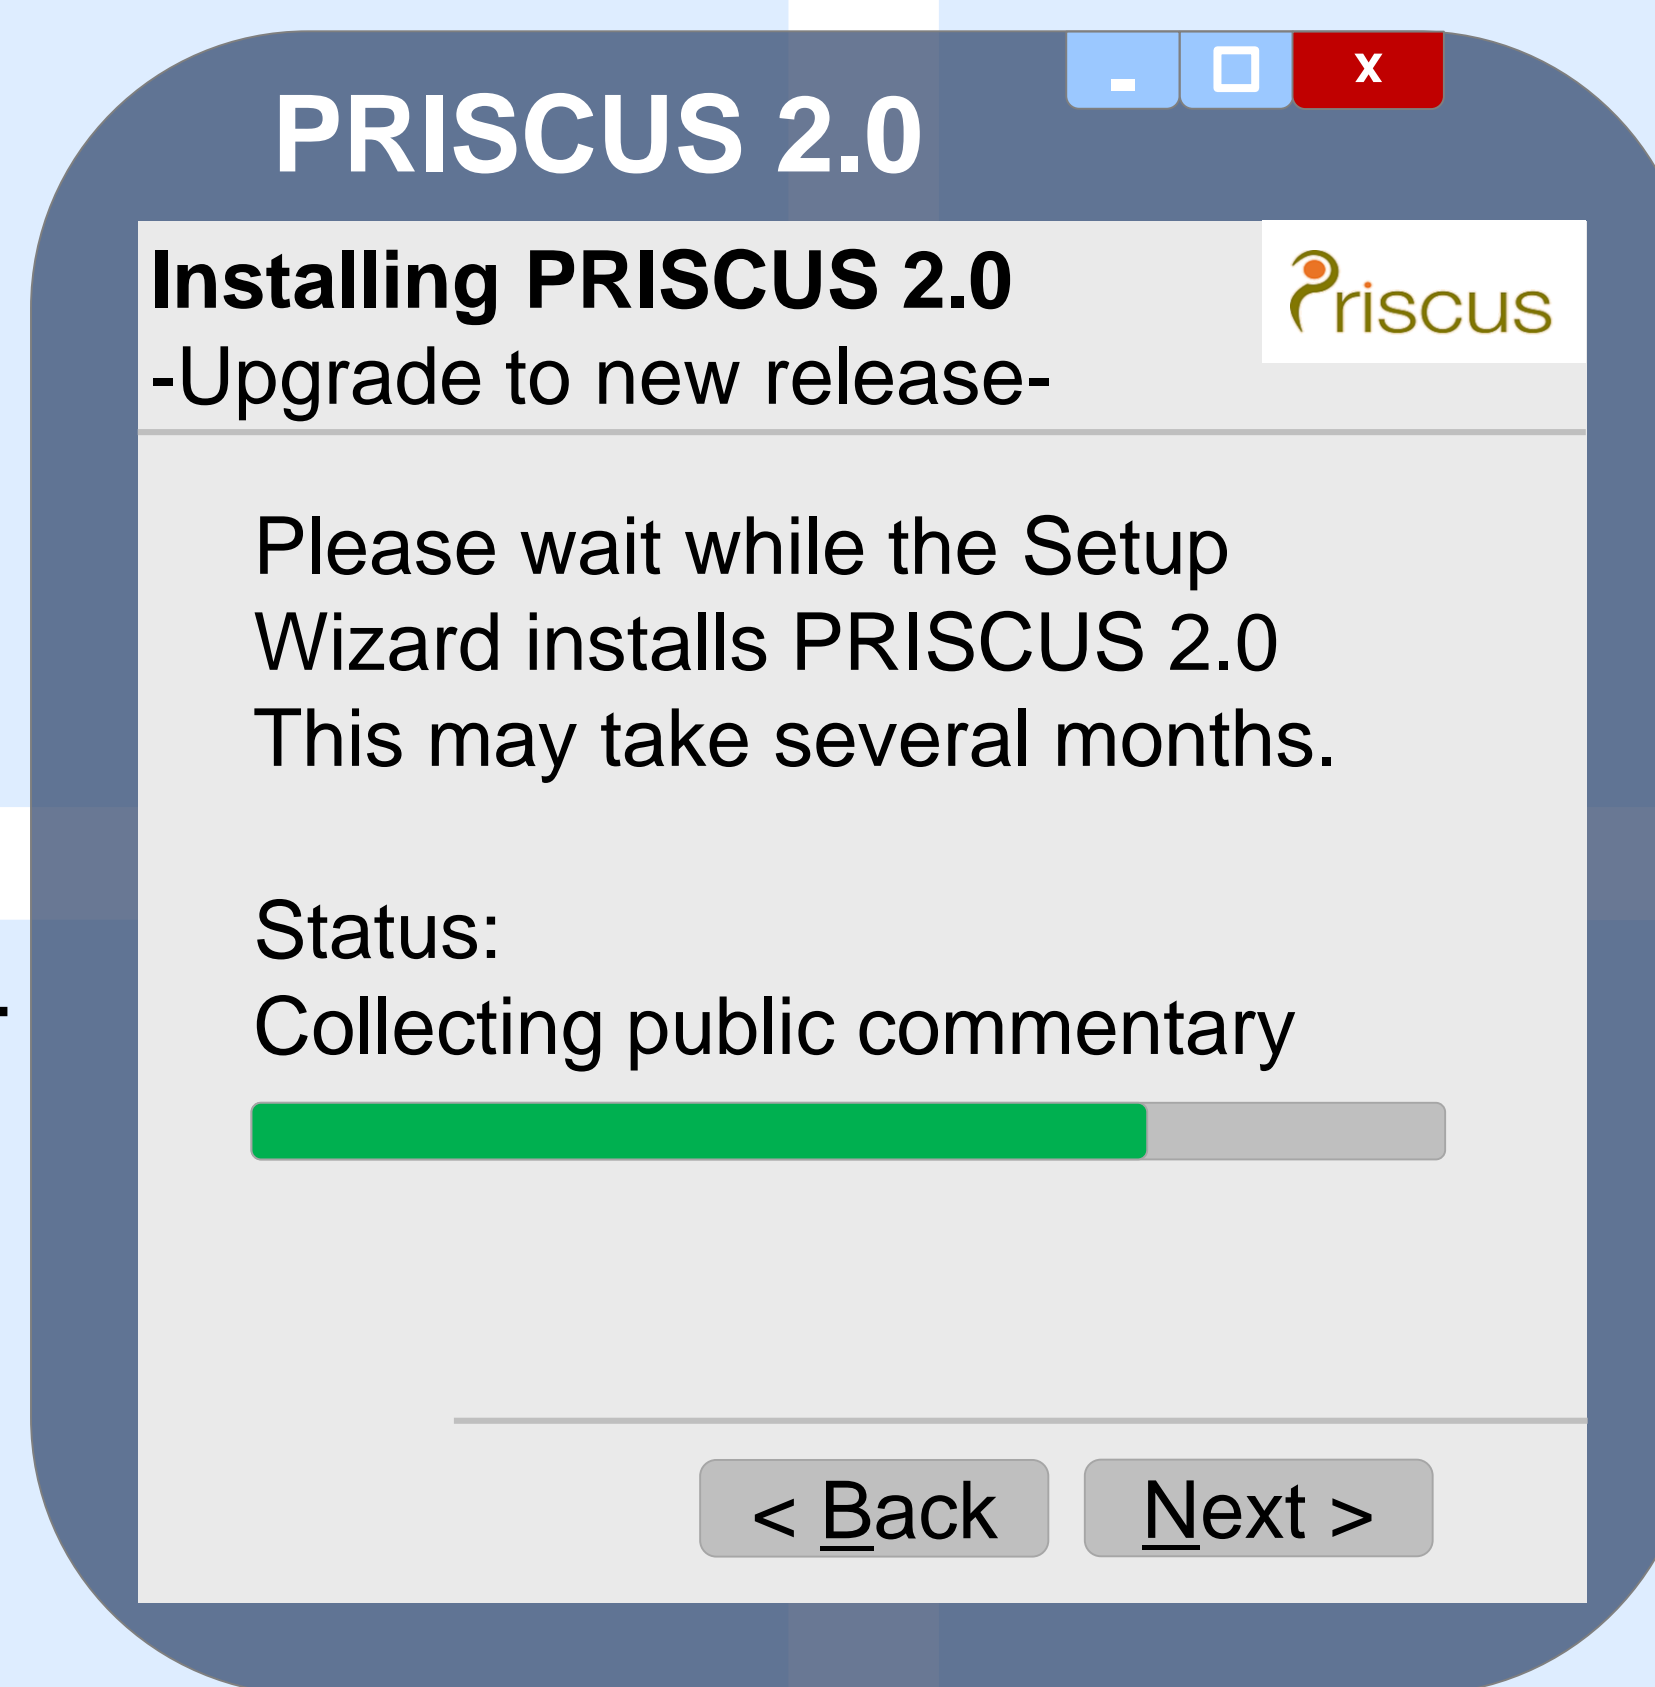 PRISCUS 2.0
x
Installing PRISCUS 2.0
Priscus
-Upgrade to new release-
Please wait while the Setup
Wizard installs PRISCUS 2.0
This may take several months.
Status:
Collecting public commentary
< Back
Next >